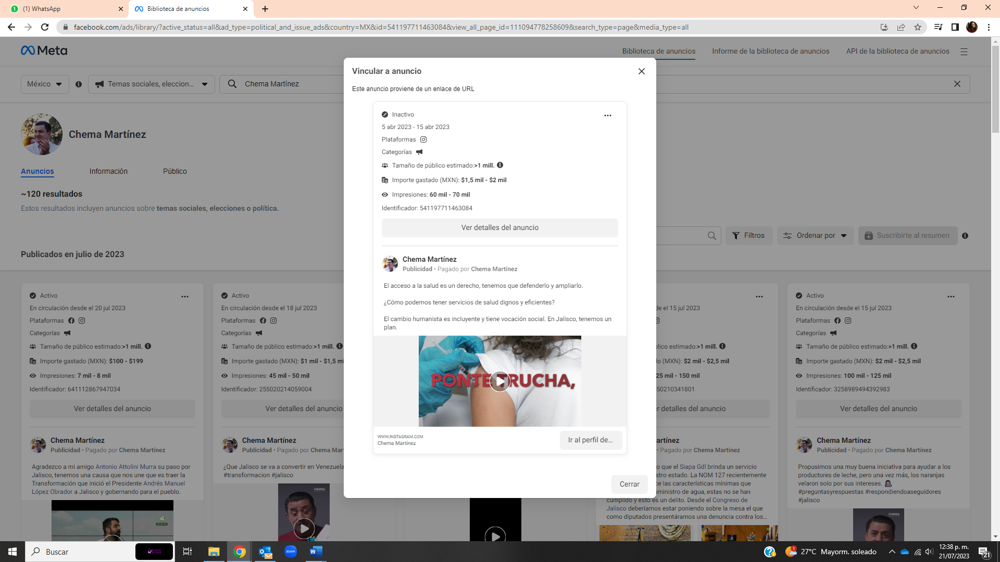 (1) WhatsApp
Biblioteca de anuncios
facebook.com/ads/library/?active_status=all&ad_type=political_and_issue_ads&country=MX&id=541197711463084&view_all_page_id=111094778258609&search_type=page&media_type=all
Meta
Biblioteca de anuncios
Informe de la biblioteca de anuncios
API de la biblioteca de anuncios
México
Temas sociales, eleccion...
Chema Martínez
Chema Martínez
Anuncios
Información
Público
~120 resultados
Estos resultados incluyen anuncios sobre temas sociales, elecciones o política.
Filtros
Ordenar por
Suscribirte al resumen
Publicados en julio de 2023
Vincular a anuncio
Este anuncio proviene de un enlace de URL
Inactivo
5 abr 2023 - 15 abr 2023
Plataformas
Categorías
Tamaño de público estimado:>1 mill.
Importe gastado (MXN): $1,5 mil - $2 mil
Impresiones: 60 mil - 70 mil
Identificador: 541197711463084
Ver detalles del anuncio
Chema Martínez
Publicidad • Pagado por Chema Martínez
El acceso a la salud es un derecho, tenemos que defenderlo y ampliarlo.
¿Cómo podemos tener servicios de salud dignos y eficientes?
El cambio humanista es incluyente y tiene vocación social. En Jalisco, tenemos un
plan.
PONTE TRUCHA,
WWW.INSTAGRAM.COM
Chema Martínez
Ir al perfil de...
Cerrar
Activo
En circulación desde el 20 jul 2023
Plataformas
Categorías
Tamaño de público estimado:>1 mill.
Importe gastado (MXN): $100 - $199
Impresiones: 7 mil - 8 mil
Identificador: 641112867947034
Ver detalles del anuncio
Chema Martínez
Publicidad • Pagado por Chema Martínez
Agradezco a mi amigo Antonio Attolini Murra su paso por
Jalisco, tenemos una causa que nos une que es traer la
Transformación que inició el Presidente Andrés Manuel
López Obrador a Jalisco y gobernando para el pueblo.
Activo
En circulación desde el 18 jul 2023
Plataformas
Categorías
Tamaño de público estimado:>1 mill.
Importe gastado (MXN): $1 mil - $1,5 mi
Impresiones: 45 mil - 50 mil
Identificador: 255020214059004
Ver detalles del anuncio
Chema Martínez
Publicidad • Pagado por Chema Mar
¿Que Jalisco se va a convertir en Venezuela
#transformacion #jalisco
CHEMA
de el 15 jul 2023
lico estimado:>1 mill.
o (MXN): $2 mil - $2,5 mil
25 mil - 150 mil
50210341801
r detalles del anuncio
artínez
• Pagado por Chema Martínez
o que el Siapa Gdl brinda un servicio
stro estado. La NOM 127 recientemente
ce las características mínimas que
uministro de agua, estas no se han
cumplido y esto es un delito. Desde el Congreso de
Jalisco deberíamos estar poniendo sobre la mesa el que
como diputados presentáramos una denuncia contra los...
Activo
En circulación desde el 15 jul 2023
Plataformas
Categorías
Tamaño de público estimado:>1 mill.
Importe gastado (MXN): $2 mil - $2,5 mil
Impresiones: 100 mil - 125 mil
Identificador: 3258989494392983
Ver detalles del anuncio
Chema Martínez
Publicidad • Pagado por Chema Martínez
Propusimos una muy buena iniciativa para ayudar a los
productores de leche, pero una vez más, los naranjas
velaron solo por sus intereses.
#preguntasyrespuestas #respondiendoaseguidores
#jalisco
CHEMA
Buscar
zoom
27°C Mayorm. soleado
12:38 p. m.
21/07/2023
21